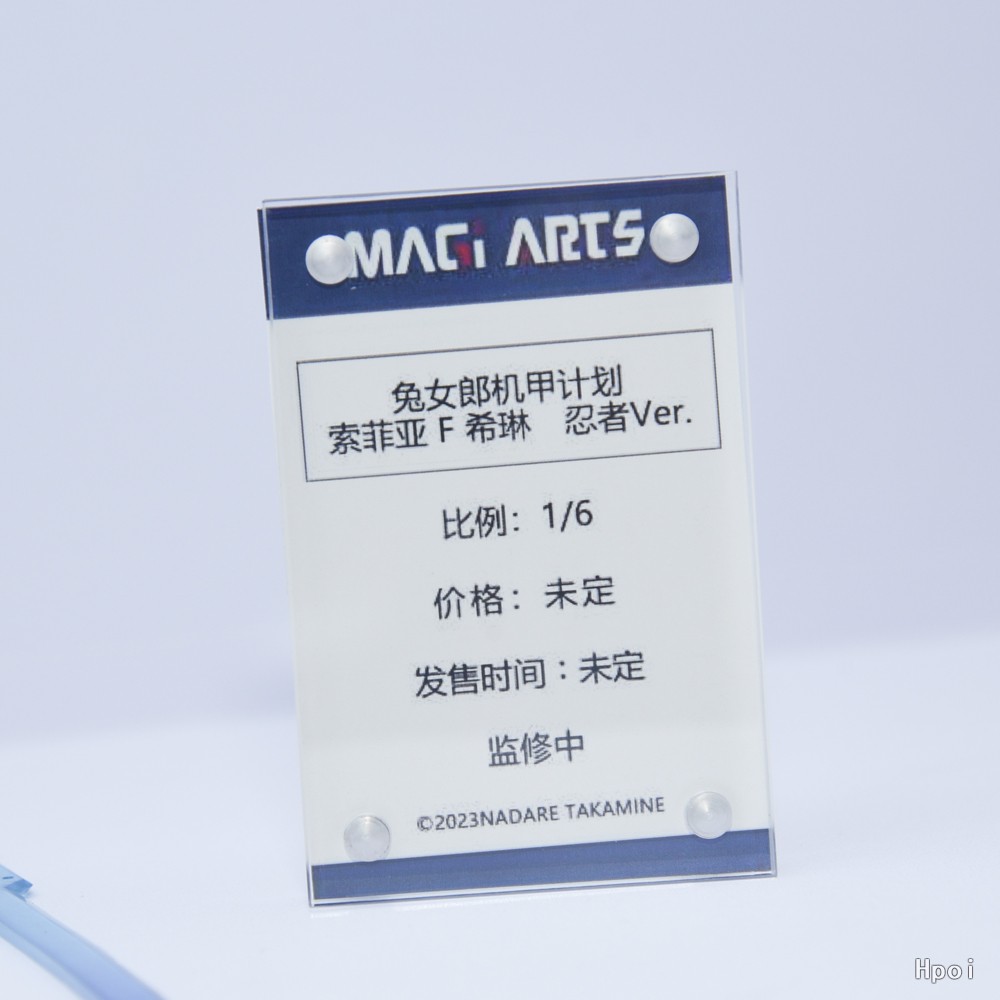 MAGi ARTS
兔女郎机甲计划
索菲亚 F 希琳　忍者Ver.
比例：1/6
价格：未定
发售时间：未定
监修中
©2023NADARE TAKAMINE
Hpoi